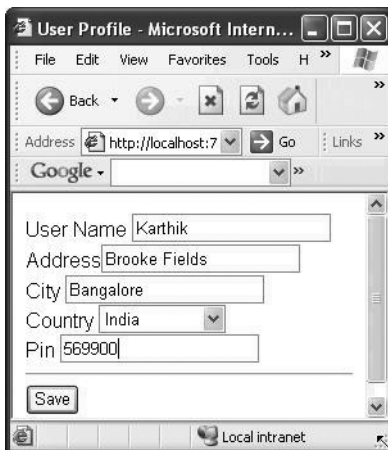 User Profile - Microsoft Intern...
File Edit View Favorites Tools H »
Back »
Address http://localhost:7 Go Links »
Google »
User Name Karthik
Address Brooke Fields
City Bangalore
Country India
Pin 569900
Save
Local intranet